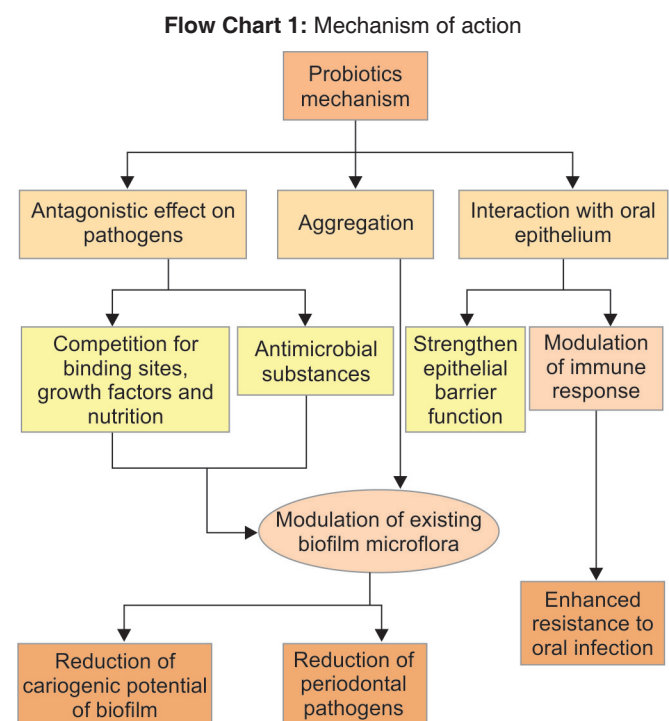 Flow Chart 1: Mechanism of action
Probiotics
mechanism
Antagonistic effect on
pathogens
Aggregation
Interaction with oral
epithelium
Competition for
binding sites,
growth factors and
nutrition
Antimicrobial
substances
Strengthen
epithelial
barrier
function
Modulation
of immune
response
Modulation of existing
biofilm microflora
Enhanced
resistance to
oral infection
Reduction of
cariogenic potential
of biofilm
Reduction of
periodontal
pathogens